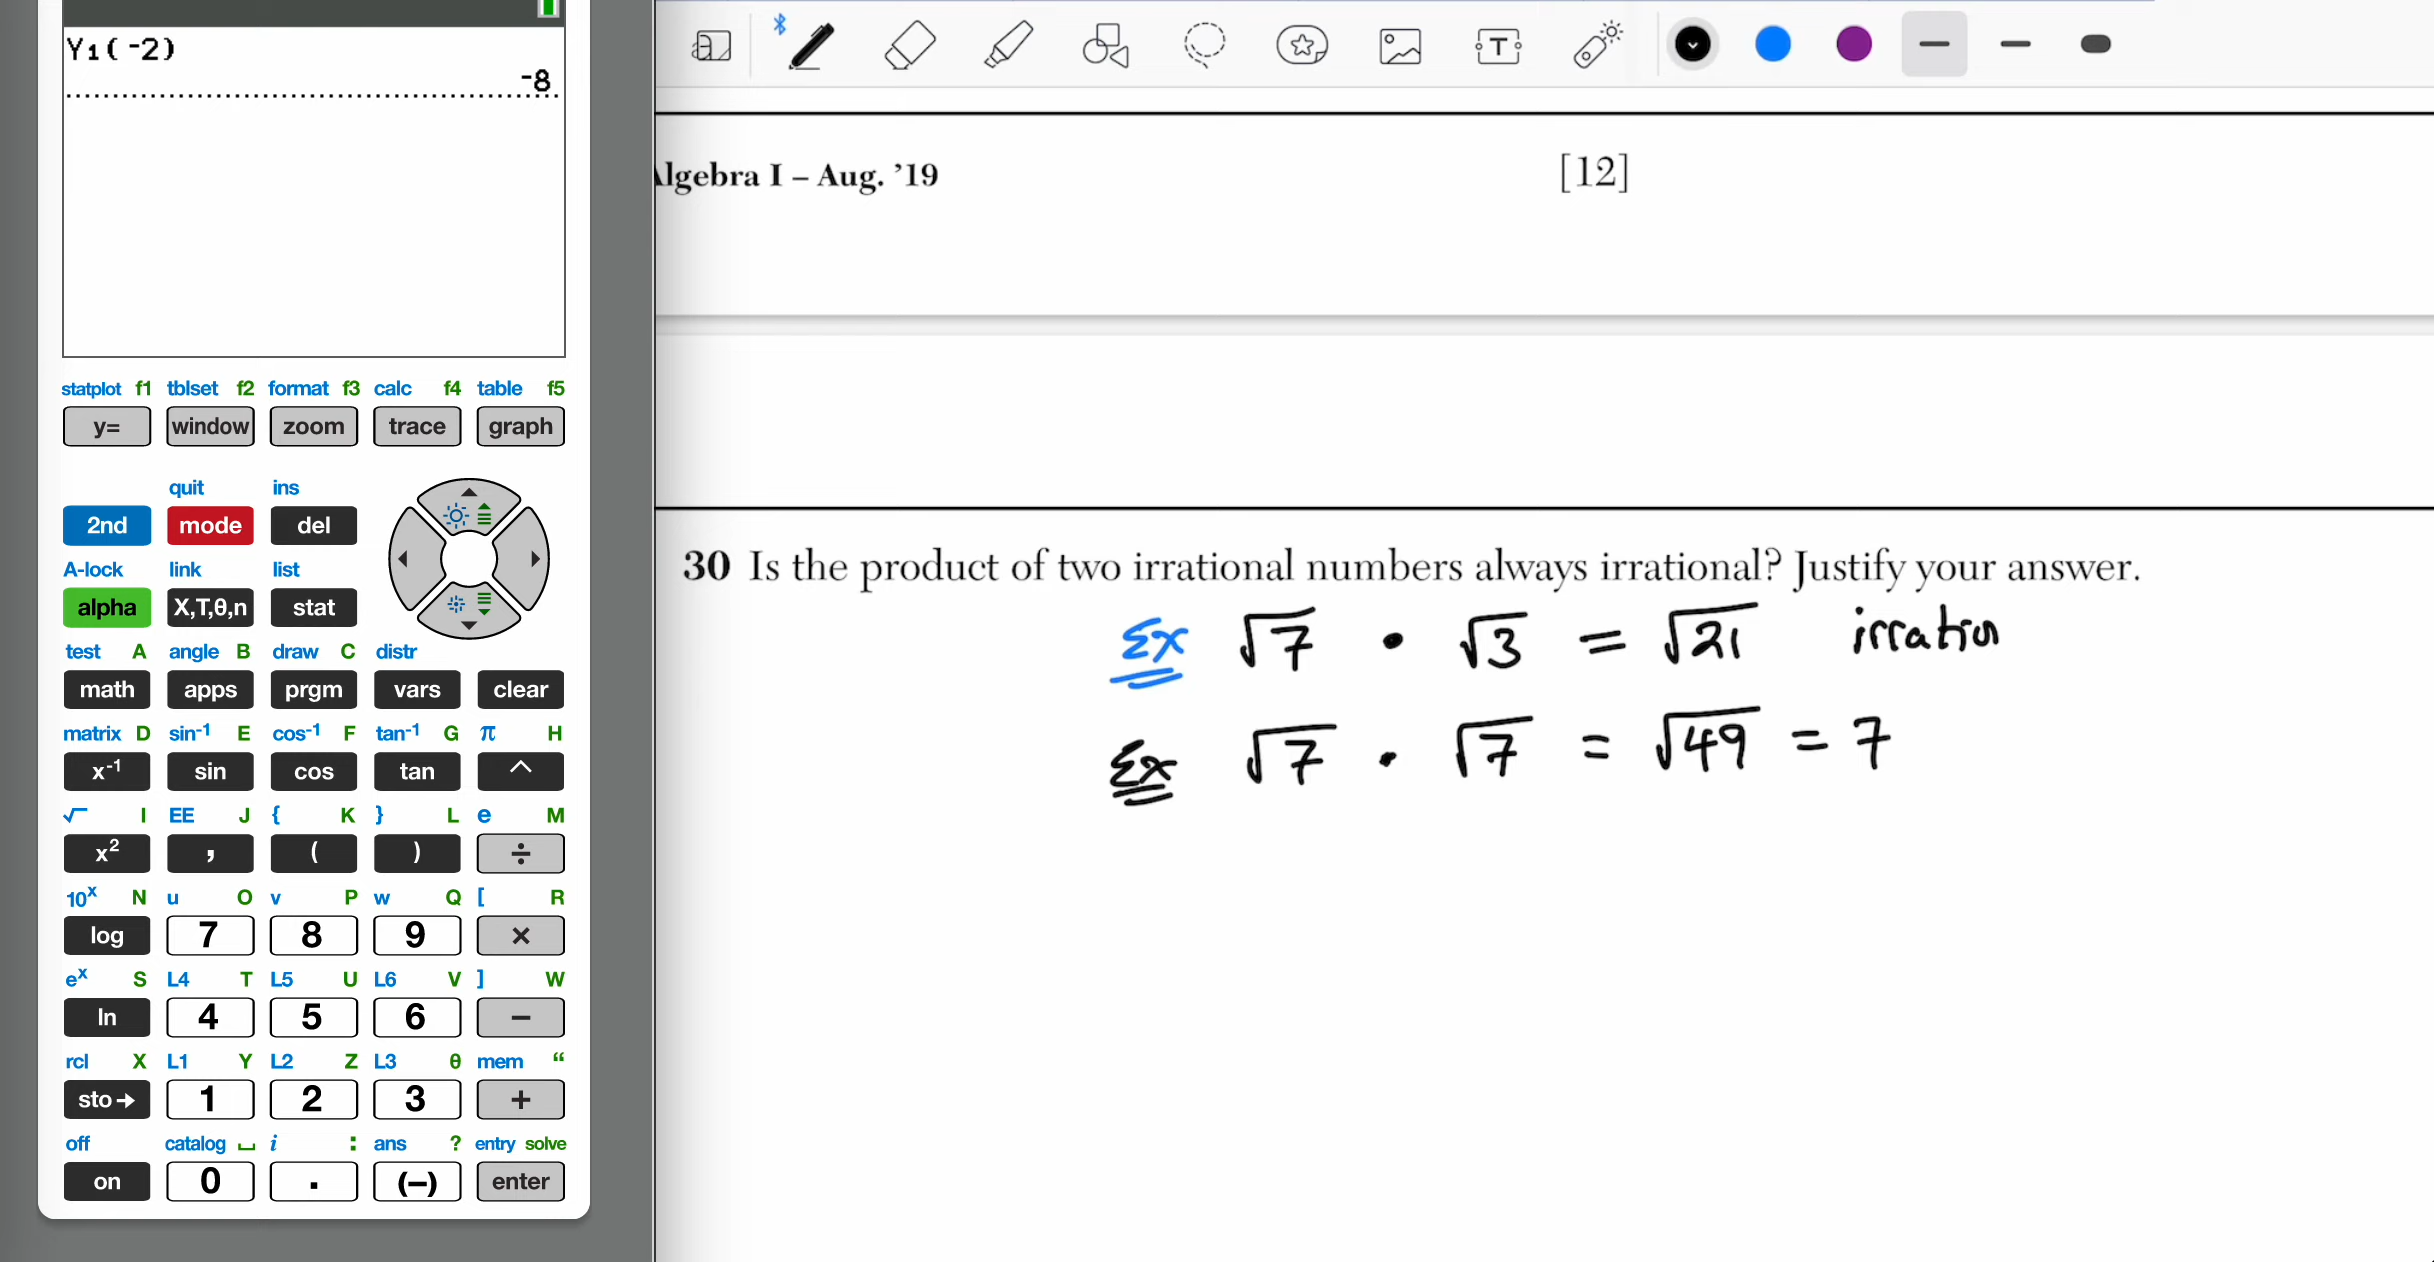 Y₁(-2)
-8
statplot f1 tblset f2 format f3 calc f4 table f5
y= window zoom trace graph
quit ins
2nd mode del
A-lock link list
alpha X,T,θ,n stat
test A angle B draw C distr
math apps prgm vars clear
matrix D sin⁻¹ E cos⁻¹ F tan⁻¹ G π H
x⁻¹ sin cos tan ^
√ I EE J { K } L e M
x² , ( ) ÷
10ˣ N u O v P w Q [ R
log 7 8 9 ×
eˣ S L4 T L5 U L6 V ] W
ln 4 5 6 −
rcl X L1 Y L2 Z L3 θ mem “
sto→ 1 2 3 +
off catalog ⎵ i : ans ? entry solve
on 0 . (−) enter
T
Algebra I – Aug. ’19 [12]
30 Is the product of two irrational numbers always irrational? Justify your answer.
Ex √7 · √3 = √21 irration
Ex √7 · √7 = √49 = 7